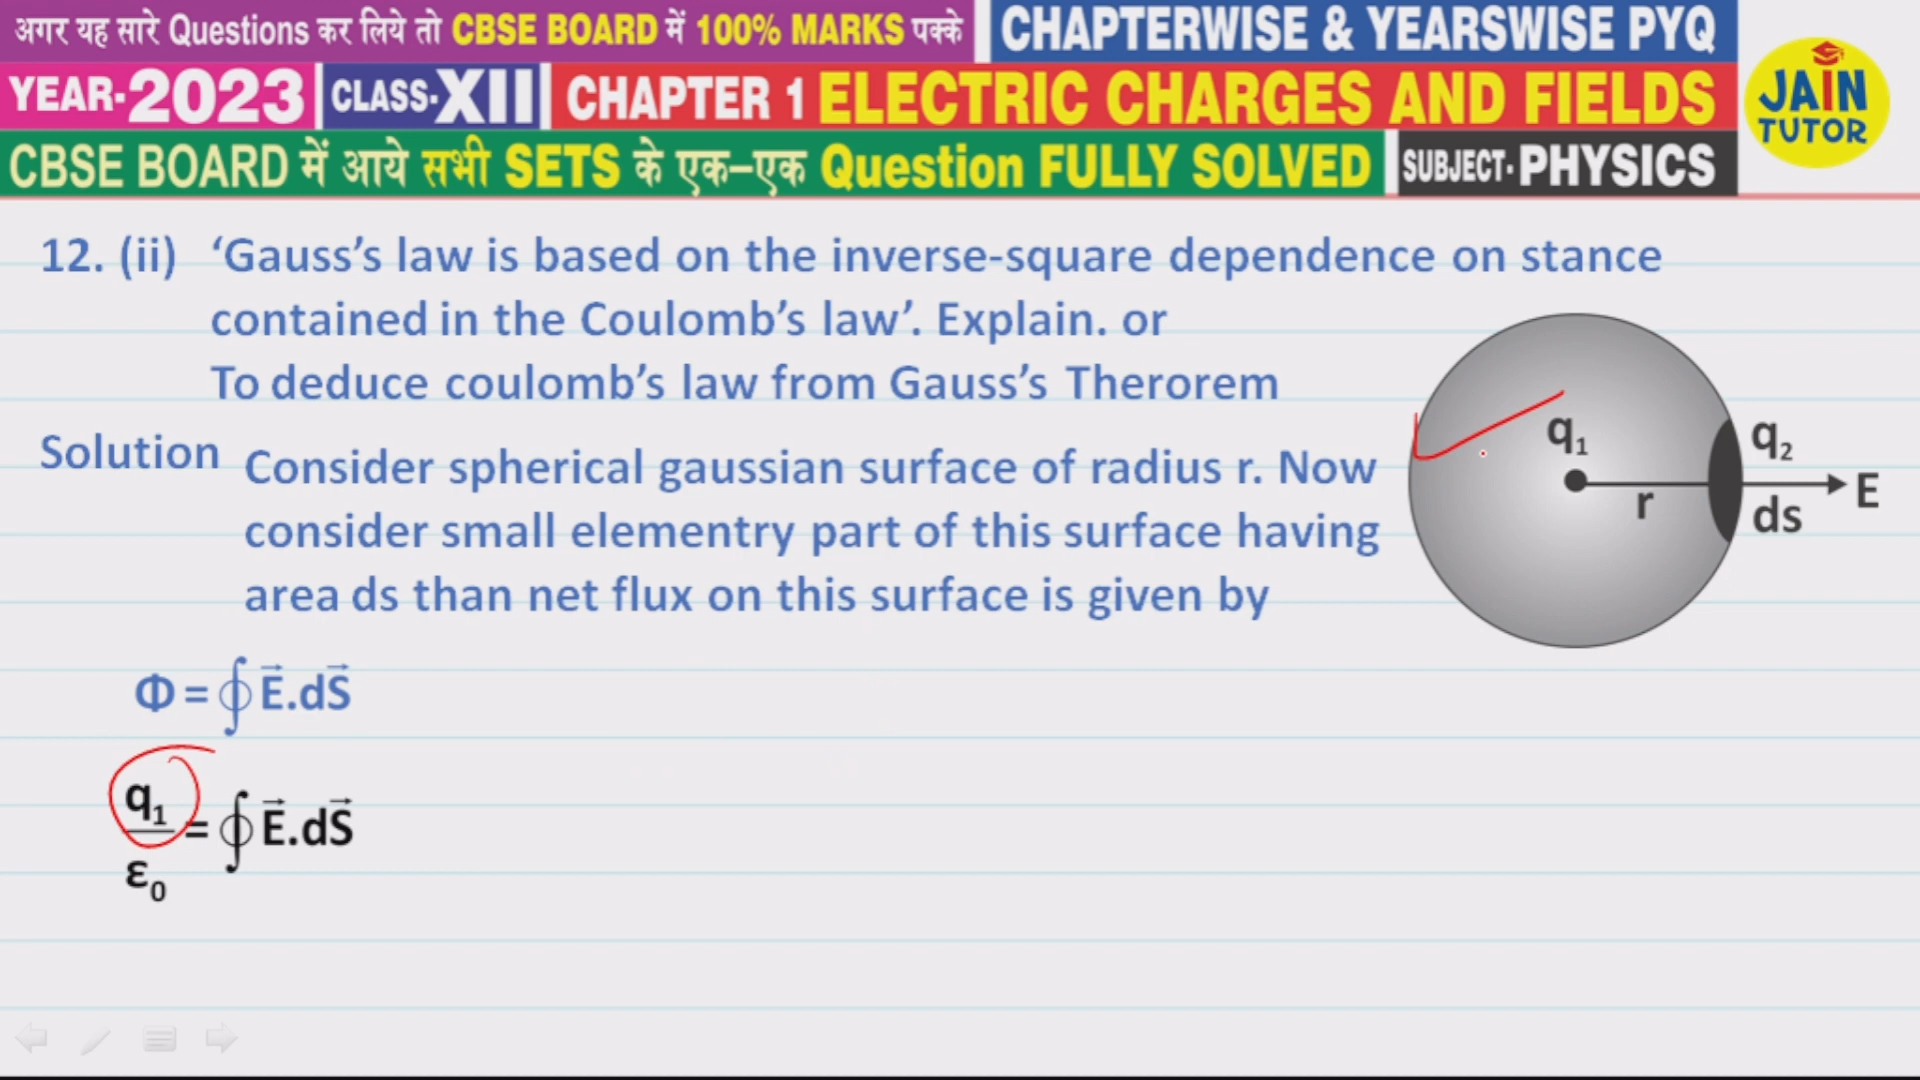 अगर यह सारे Questions कर लिये तो CBSE BOARD में 100% MARKS पक्के
CHAPTERWISE & YEARSWISE PYQ
YEAR-2023 CLASS-XII CHAPTER 1 ELECTRIC CHARGES AND FIELDS
JAIN
TUTOR
CBSE BOARD में आये सभी SETS के एक–एक Question FULLY SOLVED
SUBJECT- PHYSICS
12. (ii) ‘Gauss’s law is based on the inverse-square dependence on stance
contained in the Coulomb’s law’. Explain. or
To deduce coulomb’s law from Gauss’s Therorem
Solution Consider spherical gaussian surface of radius r. Now
consider small elementry part of this surface having
area ds than net flux on this surface is given by
q₁
q₂
r
E
ds
Φ = ∮ E⃗.dS⃗
q₁/ε₀ = ∮ E⃗.dS⃗